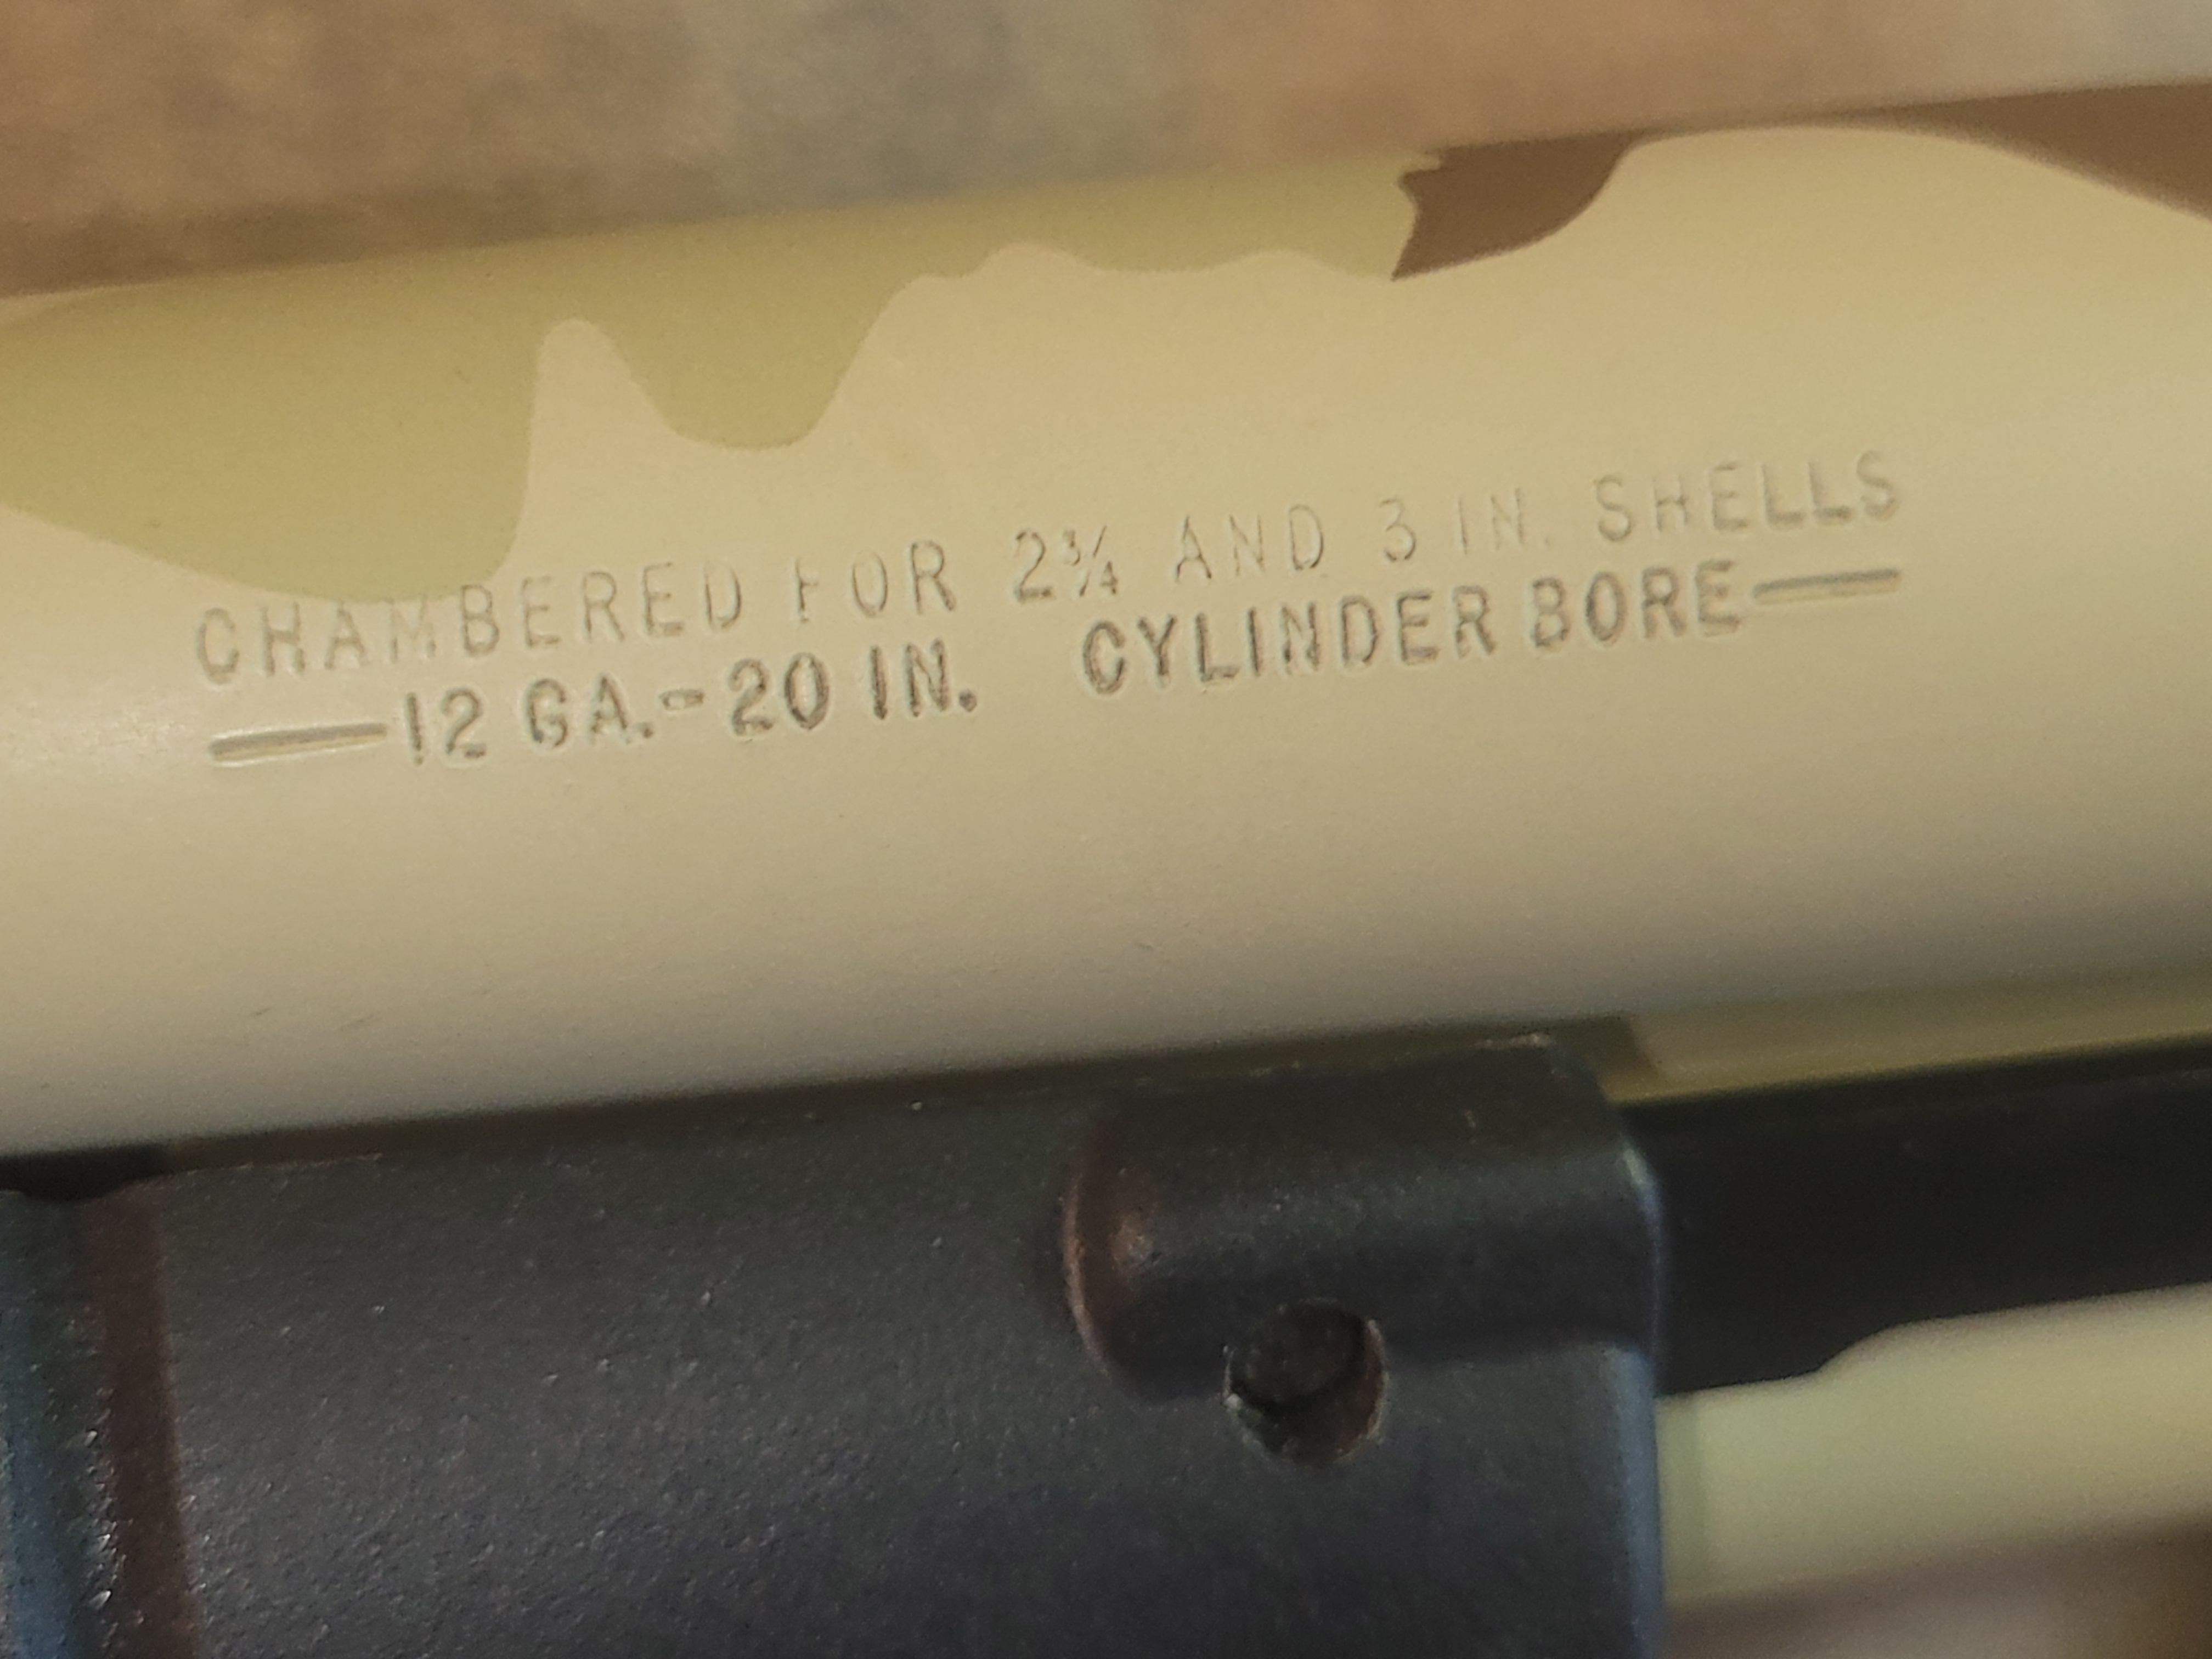 CHAMBERED FOR 2¾ AND 3 IN. SHELLS
—12 GA.-20 IN. CYLINDER BORE—